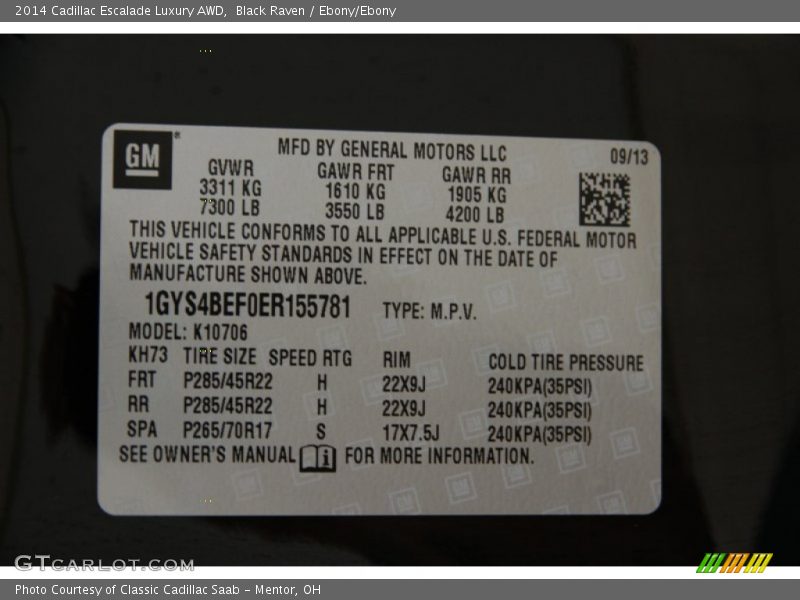 2014 Cadillac Escalade Luxury AWD,  Black Raven / Ebony/Ebony
GM
MFD BY GENERAL MOTORS LLC 09/13
GVWR GAWR FRT GAWR RR
3311 KG 1610 KG 1905 KG
7300 LB 3550 LB 4200 LB
THIS VEHICLE CONFORMS TO ALL APPLICABLE U.S. FEDERAL MOTOR
VEHICLE SAFETY STANDARDS IN EFFECT ON THE DATE OF
MANUFACTURE SHOWN ABOVE.
1GYS4BEF0ER155781 TYPE: M.P.V.
MODEL: K10706
KH73 TIRE SIZE SPEED RTG RIM COLD TIRE PRESSURE
FRT P285/45R22 H 22X9J 240KPA(35PSI)
RR P285/45R22 H 22X9J 240KPA(35PSI)
SPA P265/70R17 S 17X7.5J 240KPA(35PSI)
SEE OWNER'S MANUAL i FOR MORE INFORMATION.
GTCARLOT.COM
Photo Courtesy of Classic Cadillac Saab - Mentor, OH